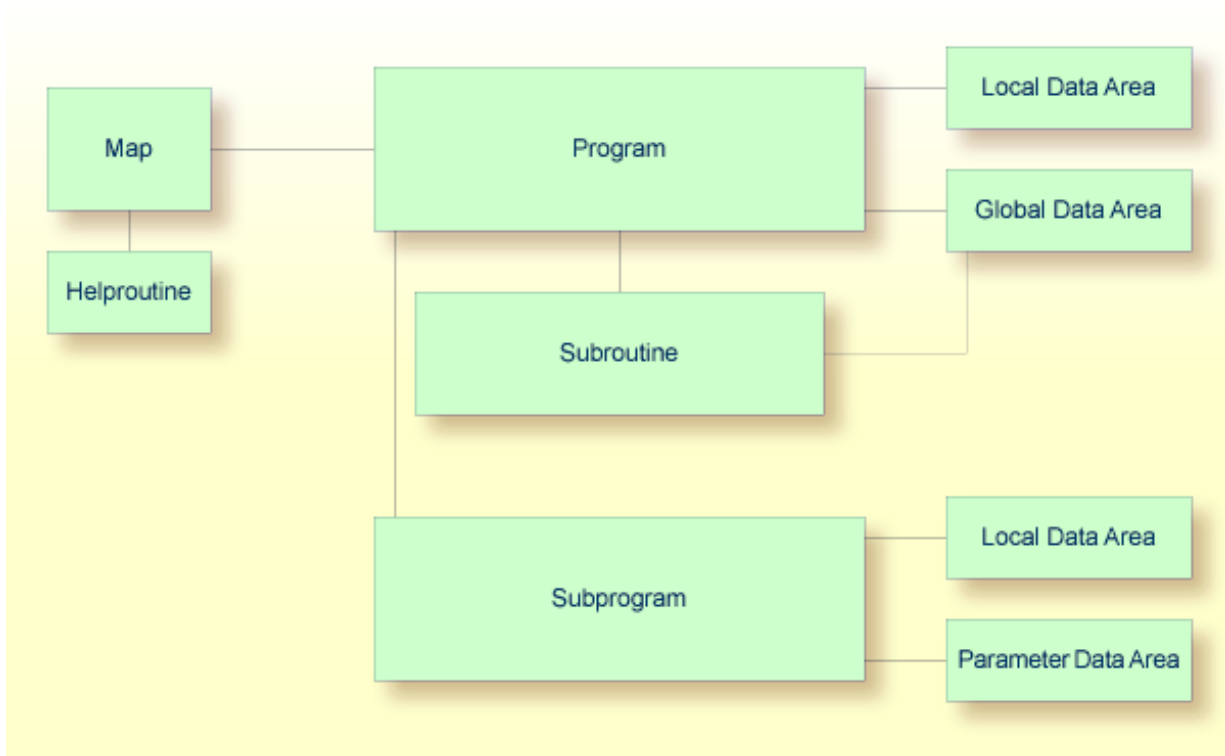 Local Data Area
Map
Program
Global Data Area
Helproutine
Subroutine
Local Data Area
Subprogram
Parameter Data Area